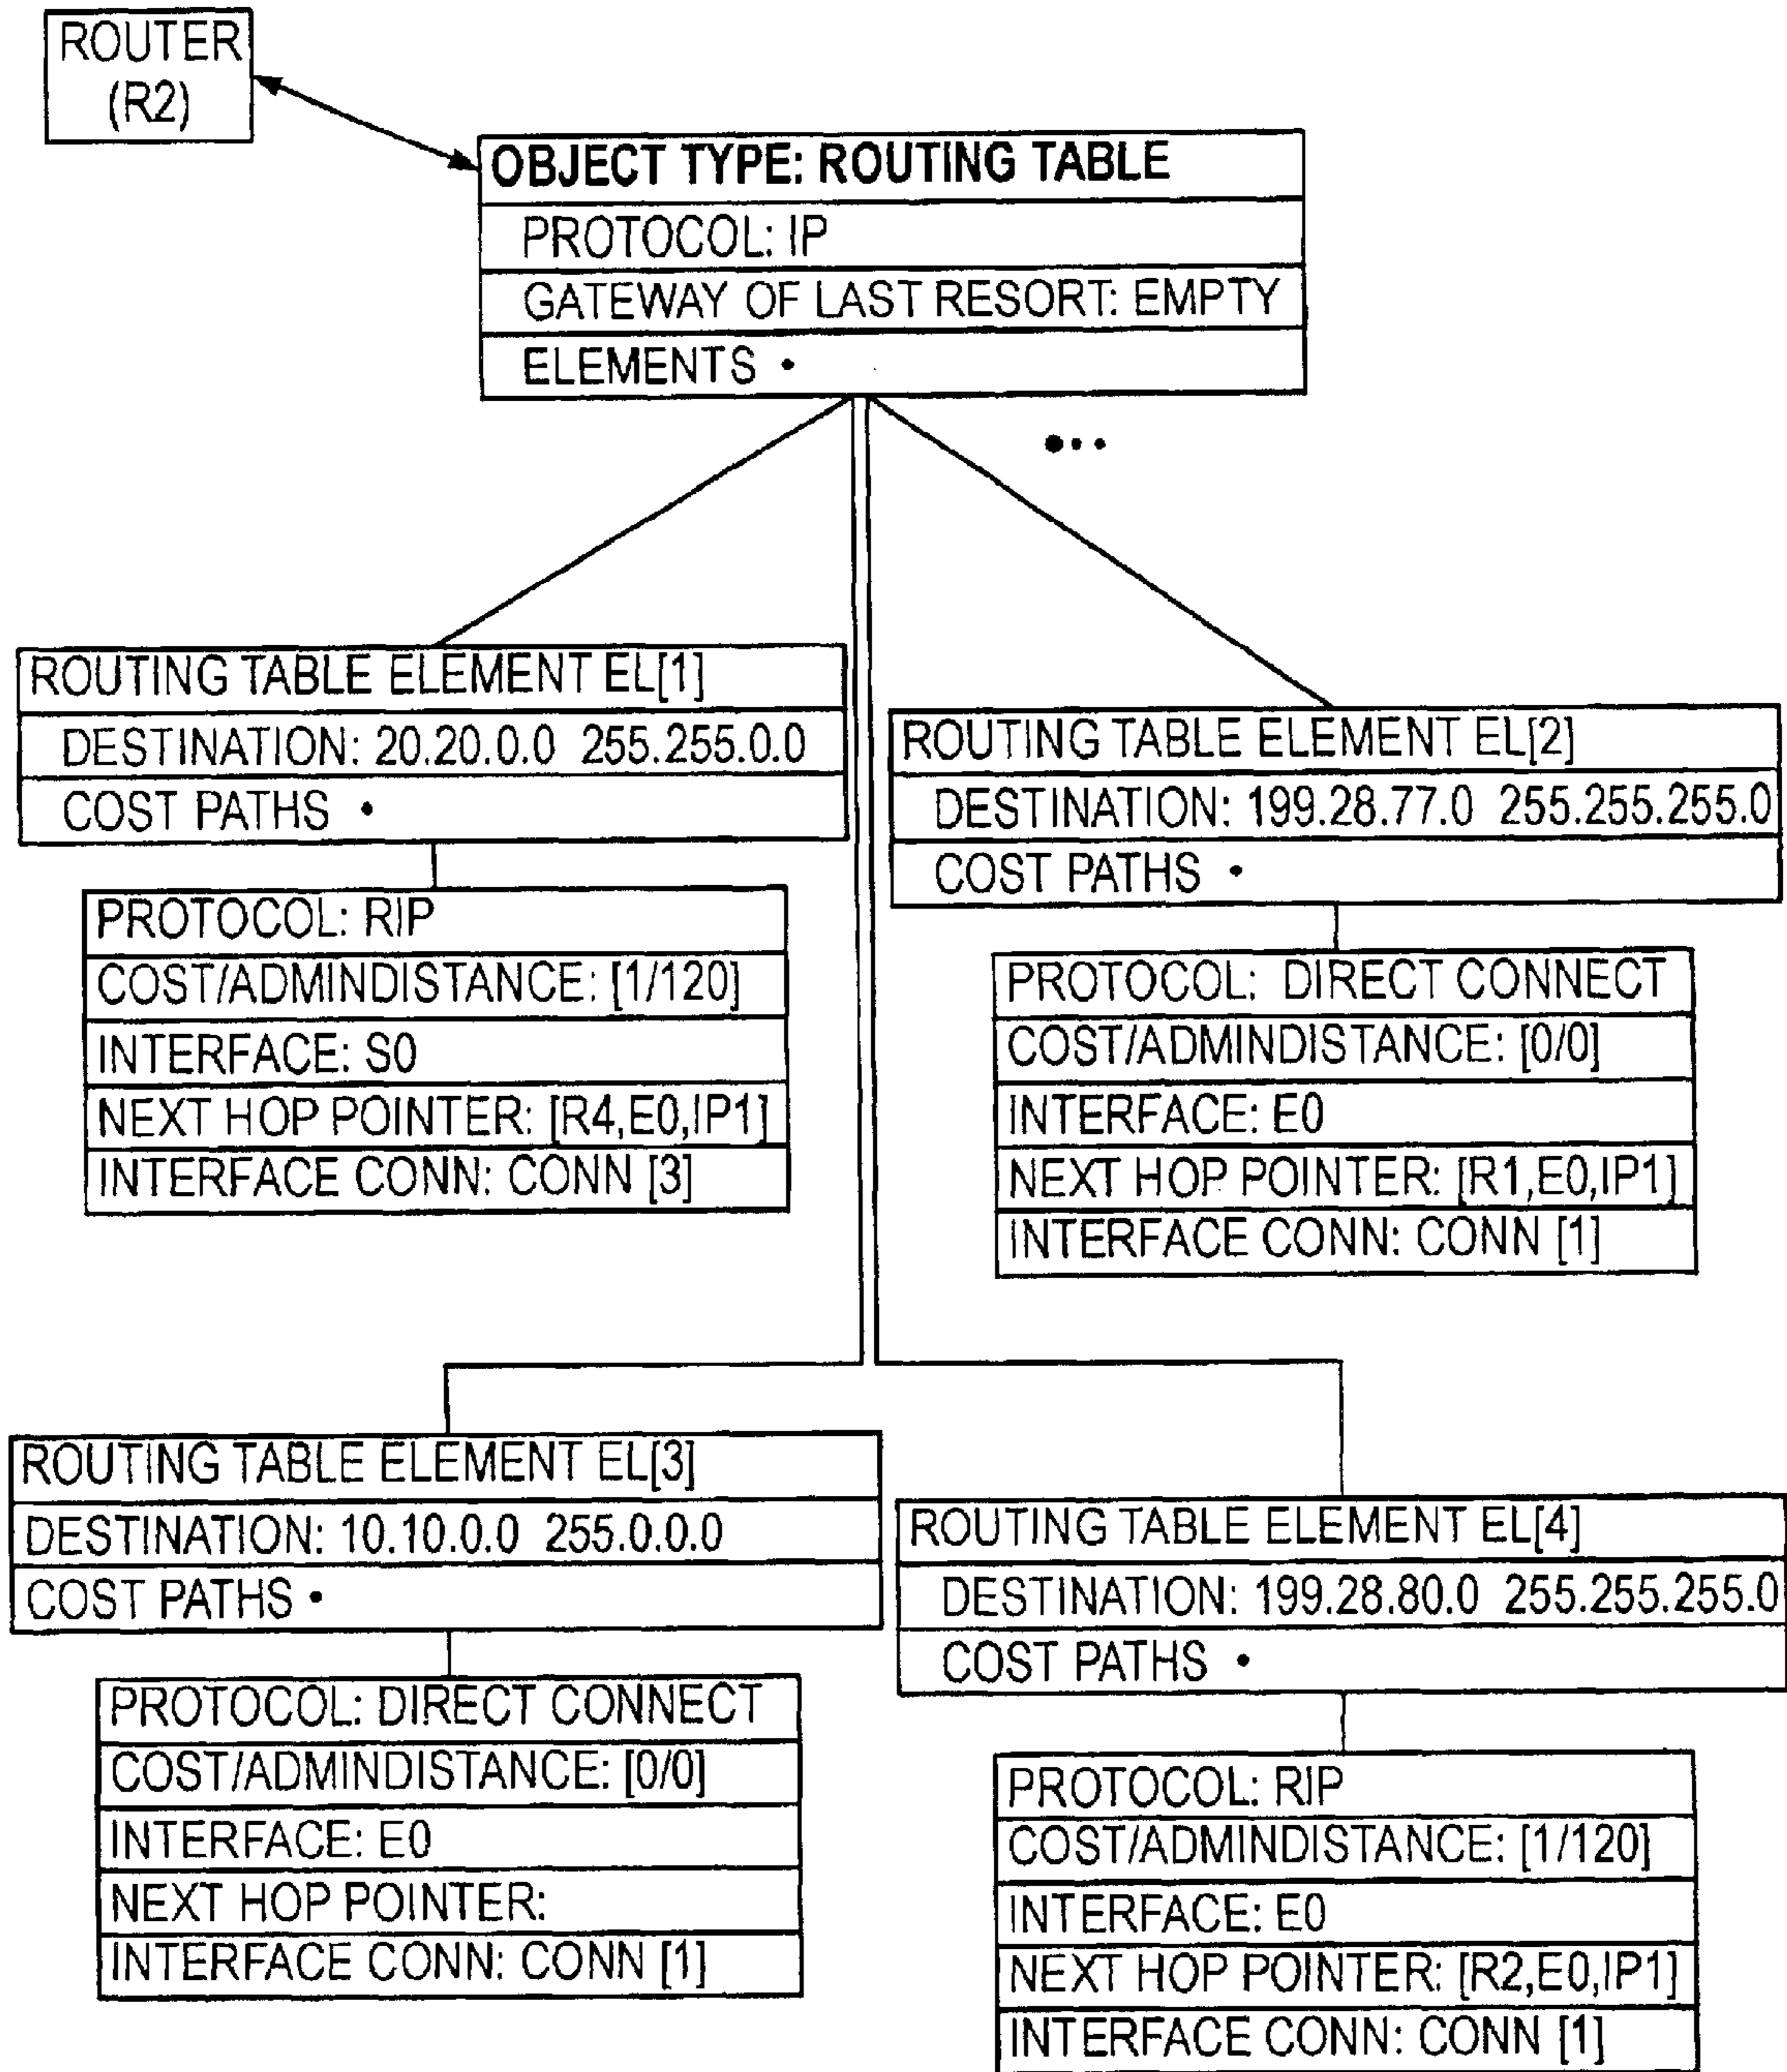 ROUTER
(R2)
OBJECT TYPE: ROUTING TABLE
PROTOCOL: IP
GATEWAY OF LAST RESORT: EMPTY
ELEMENTS •
•••
ROUTING TABLE ELEMENT EL[1]
DESTINATION: 20.20.0.0 255.255.0.0
COST PATHS •
PROTOCOL: RIP
COST/ADMINDISTANCE: [1/120]
INTERFACE: S0
NEXT HOP POINTER: [R4,E0,IP1]
INTERFACE CONN: CONN [3]
ROUTING TABLE ELEMENT EL[2]
DESTINATION: 199.28.77.0 255.255.255.0
COST PATHS •
PROTOCOL: DIRECT CONNECT
COST/ADMINDISTANCE: [0/0]
INTERFACE: E0
NEXT HOP POINTER: [R1,E0,IP1]
INTERFACE CONN: CONN [1]
ROUTING TABLE ELEMENT EL[3]
DESTINATION: 10.10.0.0 255.0.0.0
COST PATHS •
PROTOCOL: DIRECT CONNECT
COST/ADMINDISTANCE: [0/0]
INTERFACE: E0
NEXT HOP POINTER:
INTERFACE CONN: CONN [1]
ROUTING TABLE ELEMENT EL[4]
DESTINATION: 199.28.80.0 255.255.255.0
COST PATHS •
PROTOCOL: RIP
COST/ADMINDISTANCE: [1/120]
INTERFACE: E0
NEXT HOP POINTER: [R2,E0,IP1]
INTERFACE CONN: CONN [1]